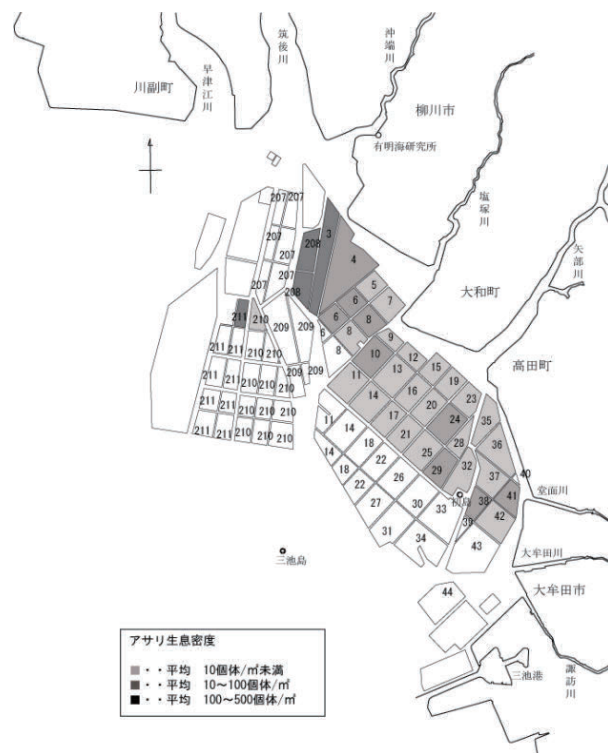 筑後川
沖端川
早津江川
川副町
柳川市
有明海研究所
塩塚川
207 207
3
208
矢部川
207 207
4
大和町
5
207
6 7
207 208
6 8
211 210 209 209 6 8 9
8 10 12
高田町
211 211 210 210
13 15
11 16 19
211 211 210 210 209 209
14 20 23
211 211 210 210 210
17 24 35
211 211 210 210 210
11 14 21 28 36
14 18 25 32
18 22 29 37 40
22 26 初島 38 41
堂面川
27 30 33 39 42
31 34 43
大牟田川
三池島
大牟田市
44
諏訪川
三池港
アサリ生息密度
・・平均 10個体/㎡未満
・・平均 10～100個体/㎡
・・平均 100～500個体/㎡